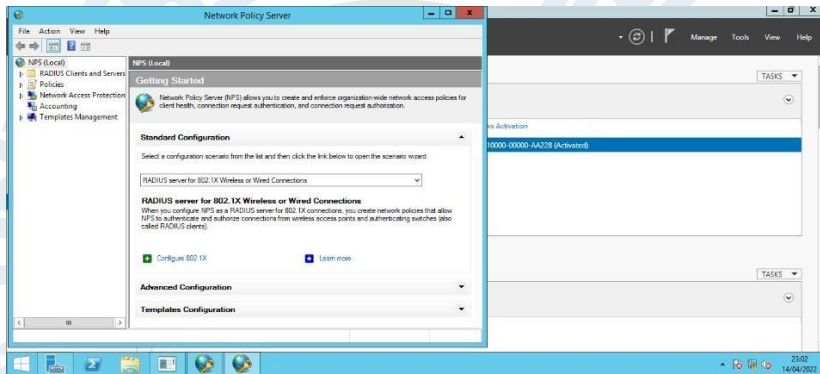 Network Policy Server
File Action View Help
Manage Tools View Help
NPS (Local)
RADIUS Clients and Servers
Policies
Network Access Protection
Accounting
Templates Management
NPS (Local)
Getting Started
Network Policy Server (NPS) allows you to create and enforce organization-wide network access policies for
client health, connection request authentication, and connection request authorization.
Standard Configuration
Select a configuration scenario from the list and then click the link below to open the scenario wizard.
RADIUS server for 802.1X Wireless or Wired Connections
RADIUS server for 802.1X Wireless or Wired Connections
When you configure NPS as a RADIUS server for 802.1X connections, you create network policies that allow
NPS to authenticate and authorize connections from wireless access points and authenticating switches (also
called RADIUS clients).
Configure 802.1X Learn more
Advanced Configuration
Templates Configuration
TASKS
Activation
0000-00000-AA228 (Activated)
TASKS
23:02
14/04/2022